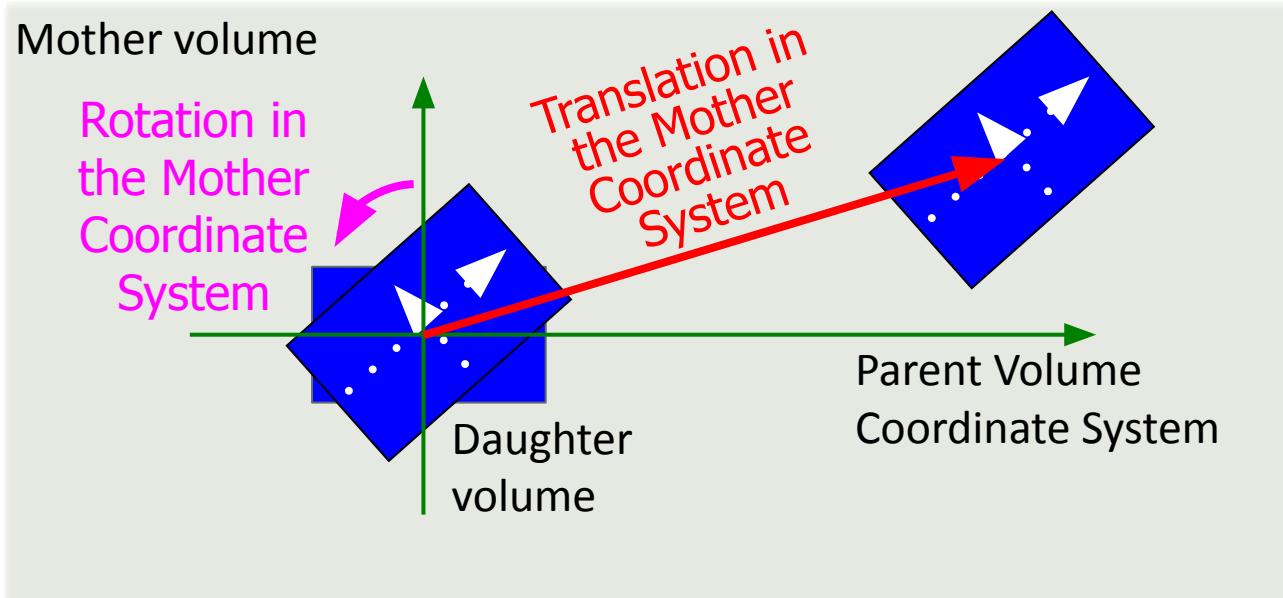 Mother volume
Rotation in
the Mother
Coordinate
System
Translation in
the Mother
Coordinate
System
Parent Volume
Coordinate System
Daughter
volume